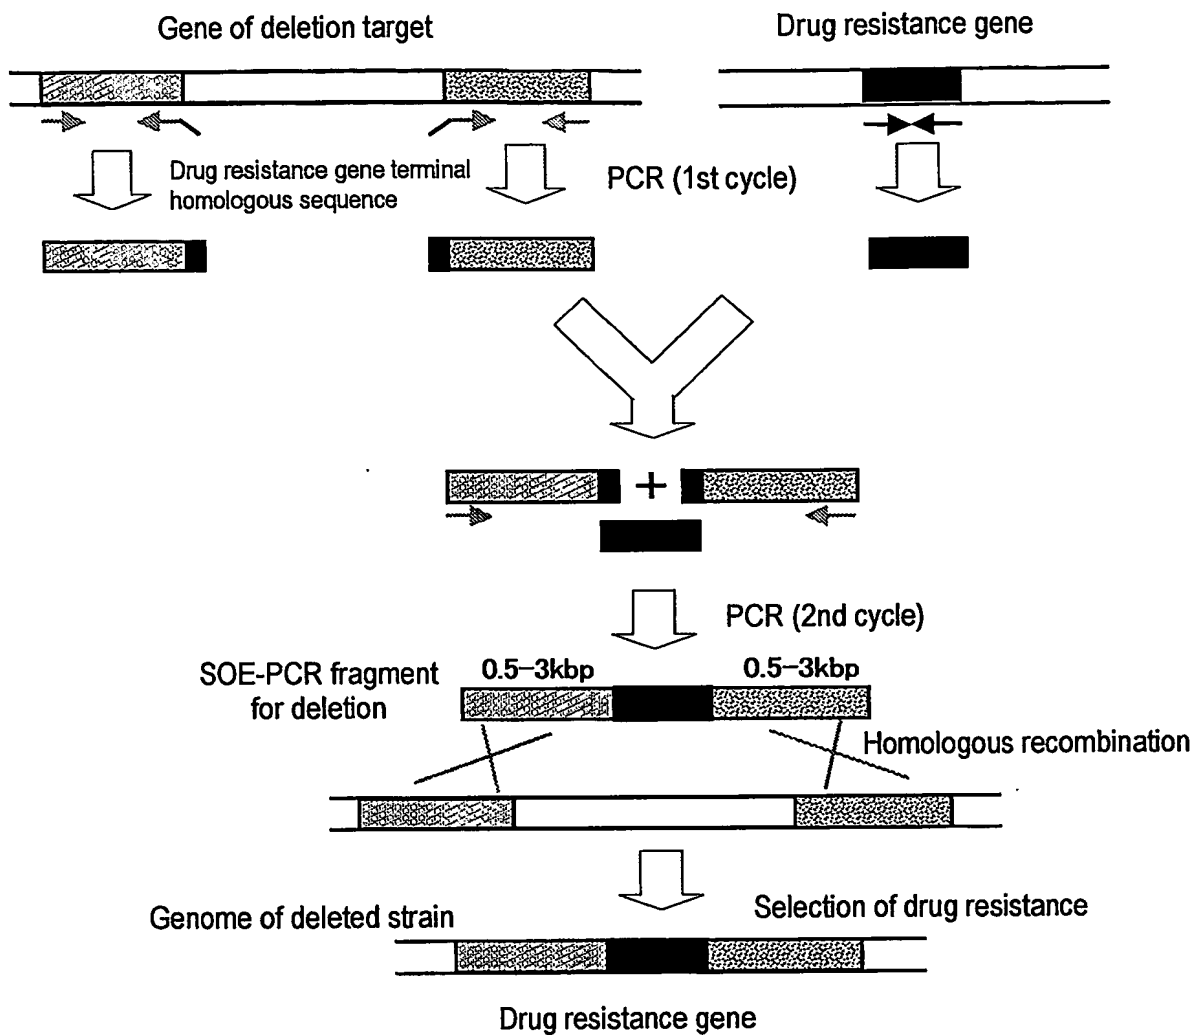 Gene of deletion target
Drug resistance gene
Drug resistance gene terminal
homologous sequence
PCR (1st cycle)
+
PCR (2nd cycle)
SOE-PCR fragment
for deletion
0.5–3kbp
0.5–3kbp
Homologous recombination
Genome of deleted strain
Selection of drug resistance
Drug resistance gene